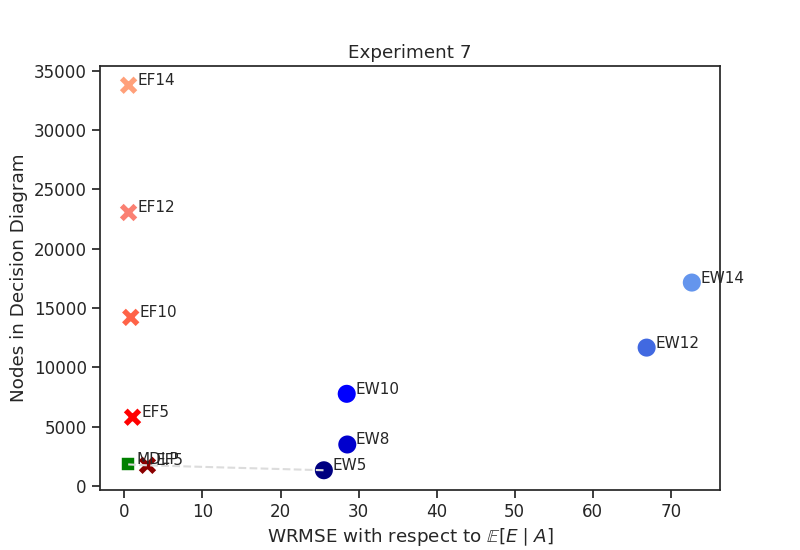 Experiment 7
Nodes in Decision Diagram
35000
30000
25000
20000
15000
10000
5000
0
EF14
EF12
EF10
EF5
EF5
EW14
EW12
EW10
EW8
EW5
0 10 20 30 40 50 60 70
WRMSE with respect to 𝔼[E | A]